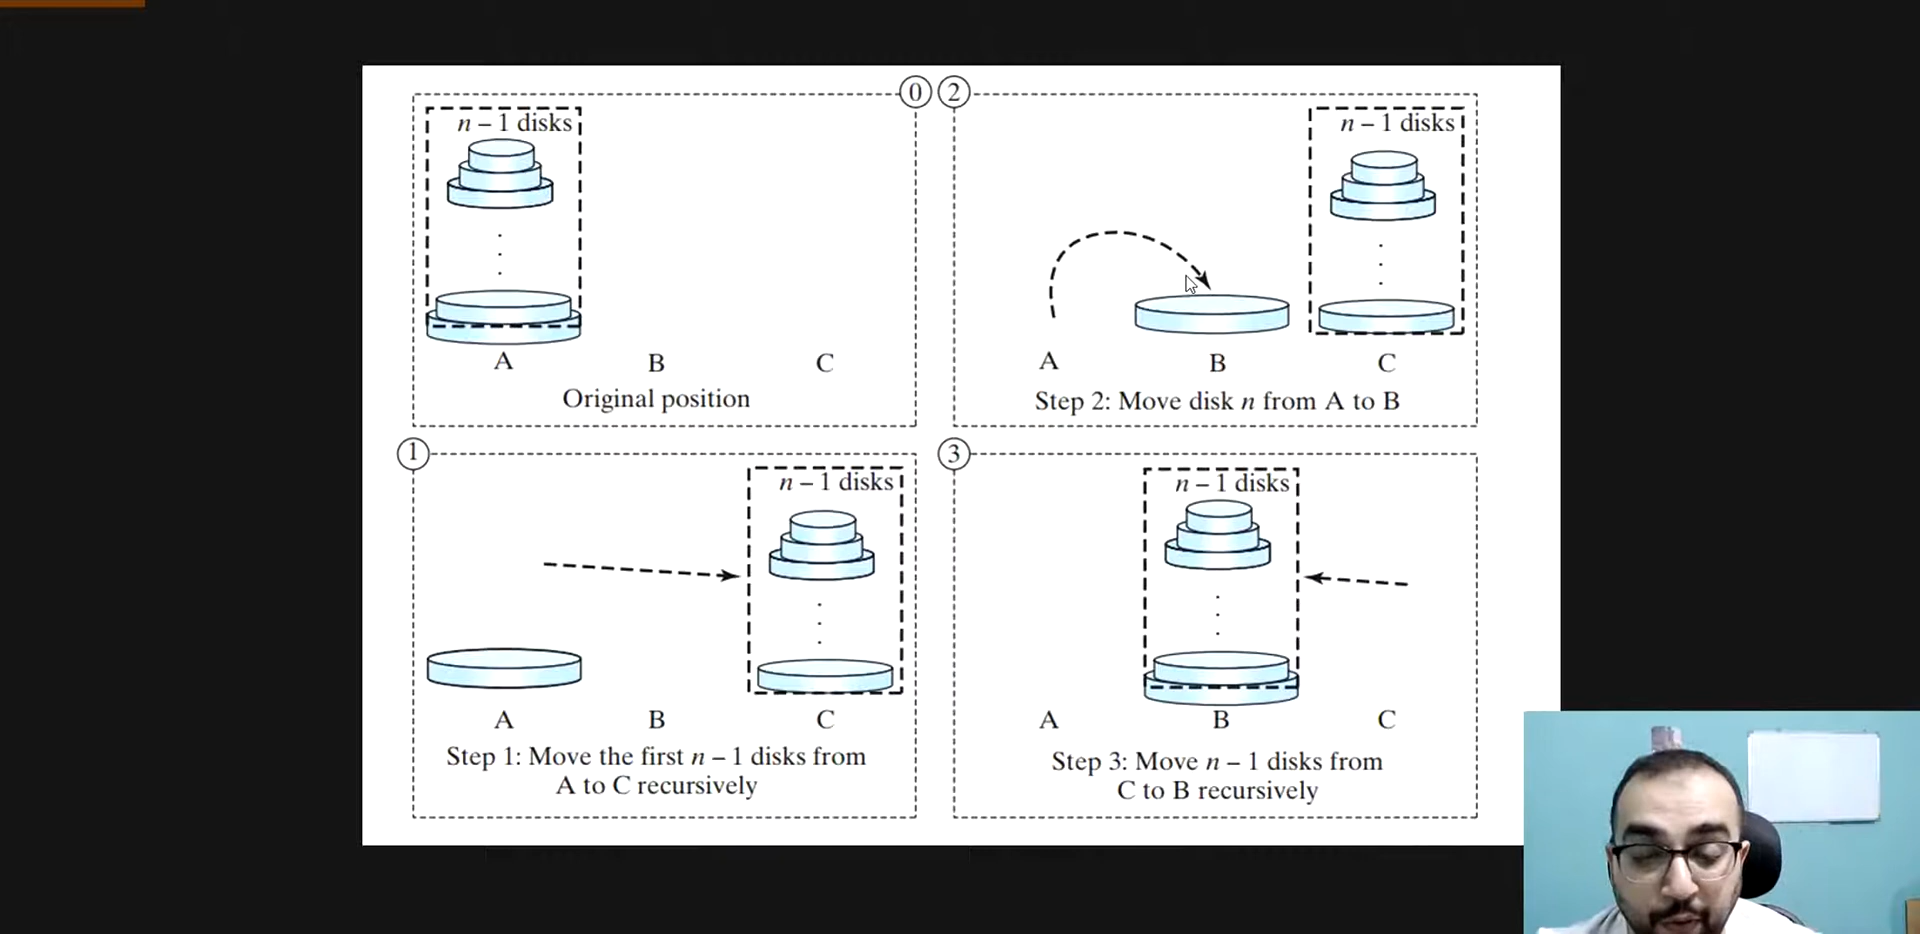 0
n – 1 disks
A B C
Original position
2
n – 1 disks
A B C
Step 2: Move disk n from A to B
1
n – 1 disks
A B C
Step 1: Move the first n – 1 disks from
A to C recursively
3
n – 1 disks
A B C
Step 3: Move n – 1 disks from
C to B recursively